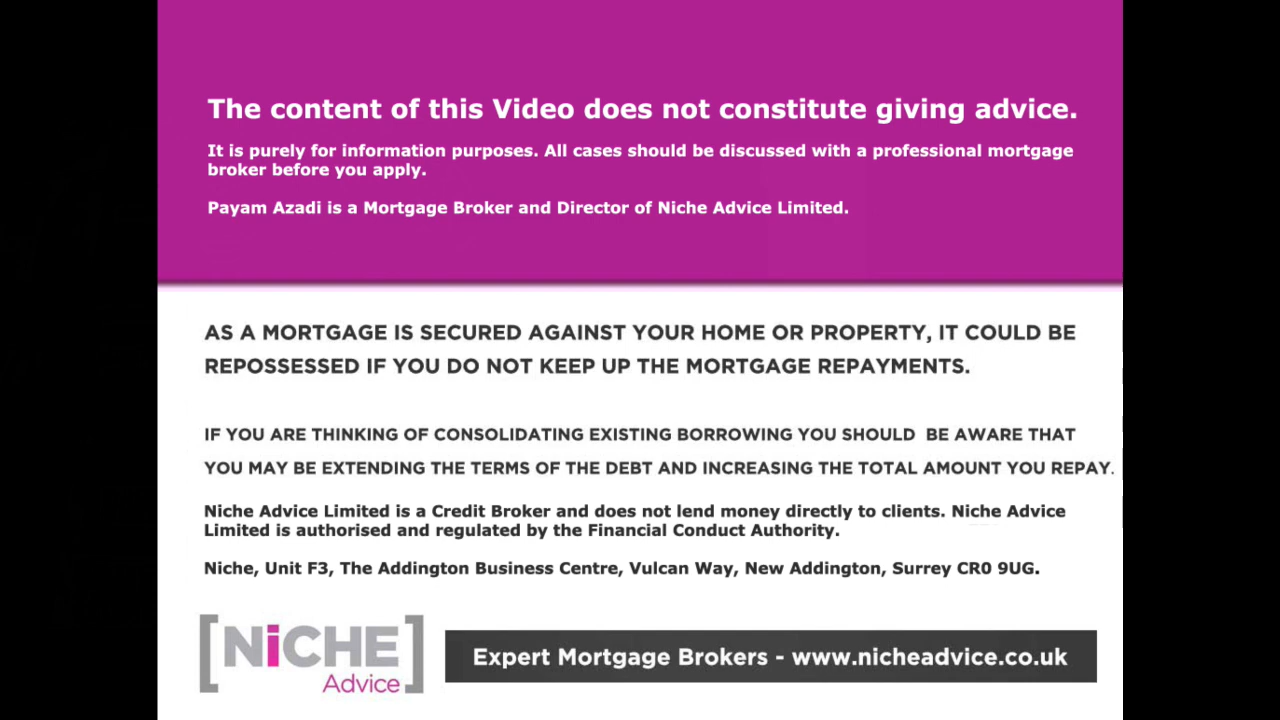 The content of this Video does not constitute giving advice.
It is purely for information purposes. All cases should be discussed with a professional mortgage
broker before you apply.
Payam Azadi is a Mortgage Broker and Director of Niche Advice Limited.
AS A MORTGAGE IS SECURED AGAINST YOUR HOME OR PROPERTY, IT COULD BE
REPOSSESSED IF YOU DO NOT KEEP UP THE MORTGAGE REPAYMENTS.
IF YOU ARE THINKING OF CONSOLIDATING EXISTING BORROWING YOU SHOULD BE AWARE THAT
YOU MAY BE EXTENDING THE TERMS OF THE DEBT AND INCREASING THE TOTAL AMOUNT YOU REPAY.
Niche Advice Limited is a Credit Broker and does not lend money directly to clients. Niche Advice
Limited is authorised and regulated by the Financial Conduct Authority.
Niche, Unit F3, The Addington Business Centre, Vulcan Way, New Addington, Surrey CR0 9UG.
[NiCHE
Advice]
Expert Mortgage Brokers - www.nicheadvice.co.uk